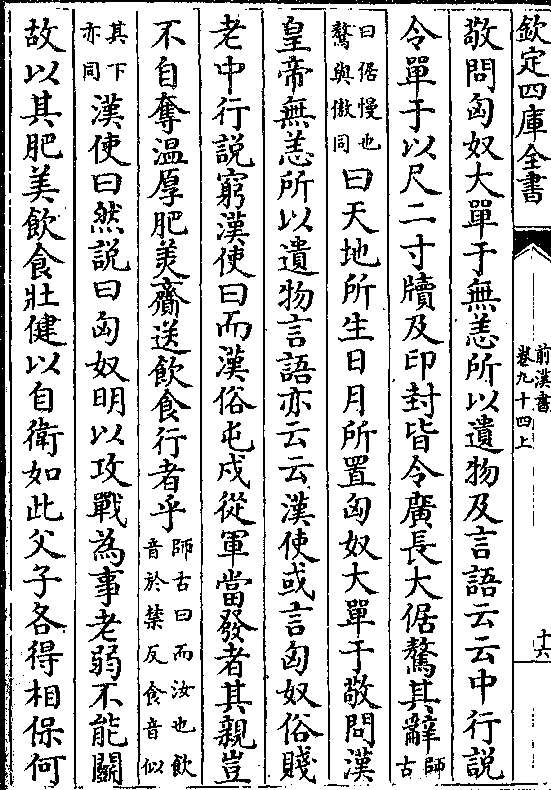 欽定四庫全書
前漢書
卷九十四上
十六
敬問匈奴大單于無恙所以遺物及言語云云中行説
令單于以尺二寸牘及印封皆令廣長大倨驁其辭師古
曰倨慢也驁與傲同曰天地所生日月所置匈奴大單于敬問漢
皇帝無恙所以遺物言語亦云云漢使或言匈奴俗賤
老中行説窮漢使曰而漢俗屯戍從軍當發者其親豈
不自奪温厚肥美齎送飲食行者乎師古曰而汝也飲音於禁反食音似
其下亦同漢使曰然説曰匈奴明以攻戰為事老弱不能鬭
故以其肥美飲食壯健以自衛如此父子各得相保何